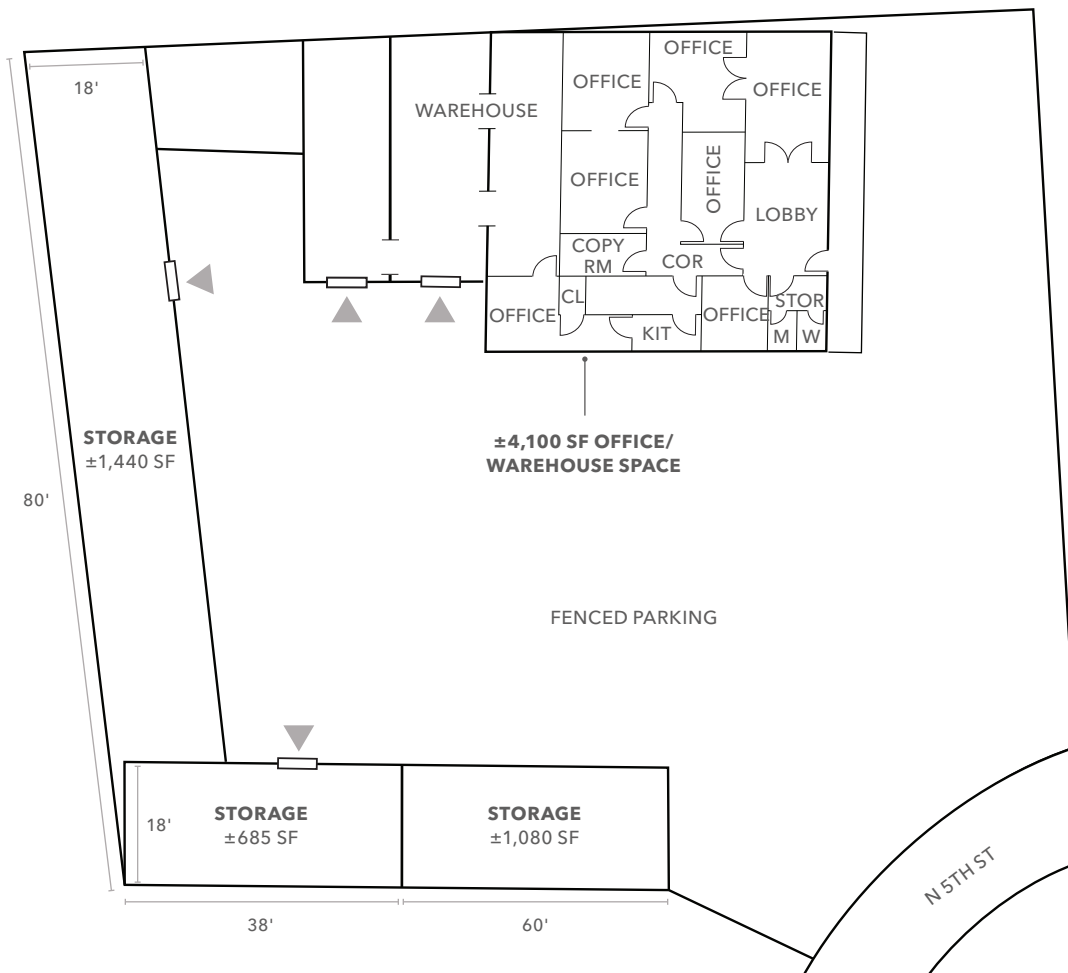 18'
OFFICE
OFFICE
OFFICE
WAREHOUSE
OFFICE
OFFICE
LOBBY
COPY
RM
COR
CL
OFFICE
OFFICE
STOR
KIT
M
W
STORAGE
±1,440 SF
±4,100 SF OFFICE/
WAREHOUSE SPACE
80'
FENCED PARKING
STORAGE
±685 SF
STORAGE
±1,080 SF
18'
38'
60'
N 5TH ST